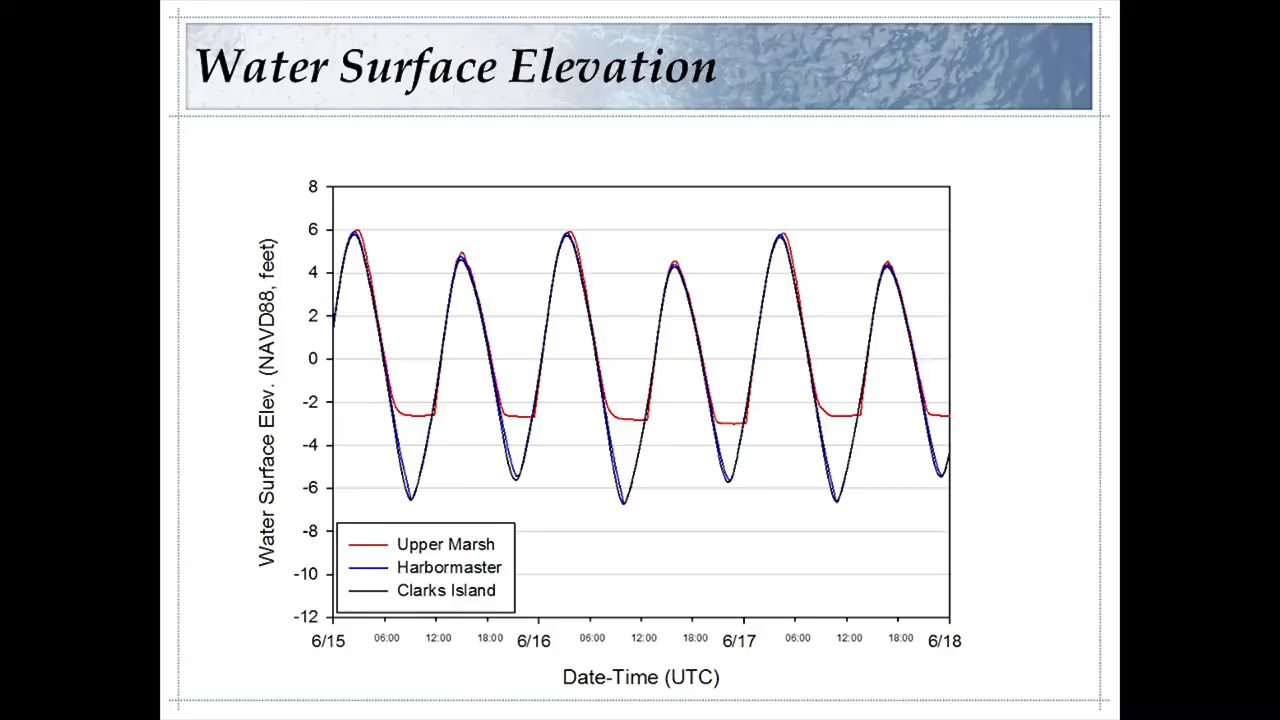 Water Surface Elevation
8
6
4
2
0
-2
-4
-6
-8
-10
-12
Water Surface Elev. (NAVD88, feet)
Upper Marsh
Harbormaster
Clarks Island
6/15 06:00 12:00 18:00 6/16 06:00 12:00 18:00 6/17 06:00 12:00 18:00 6/18
Date-Time (UTC)